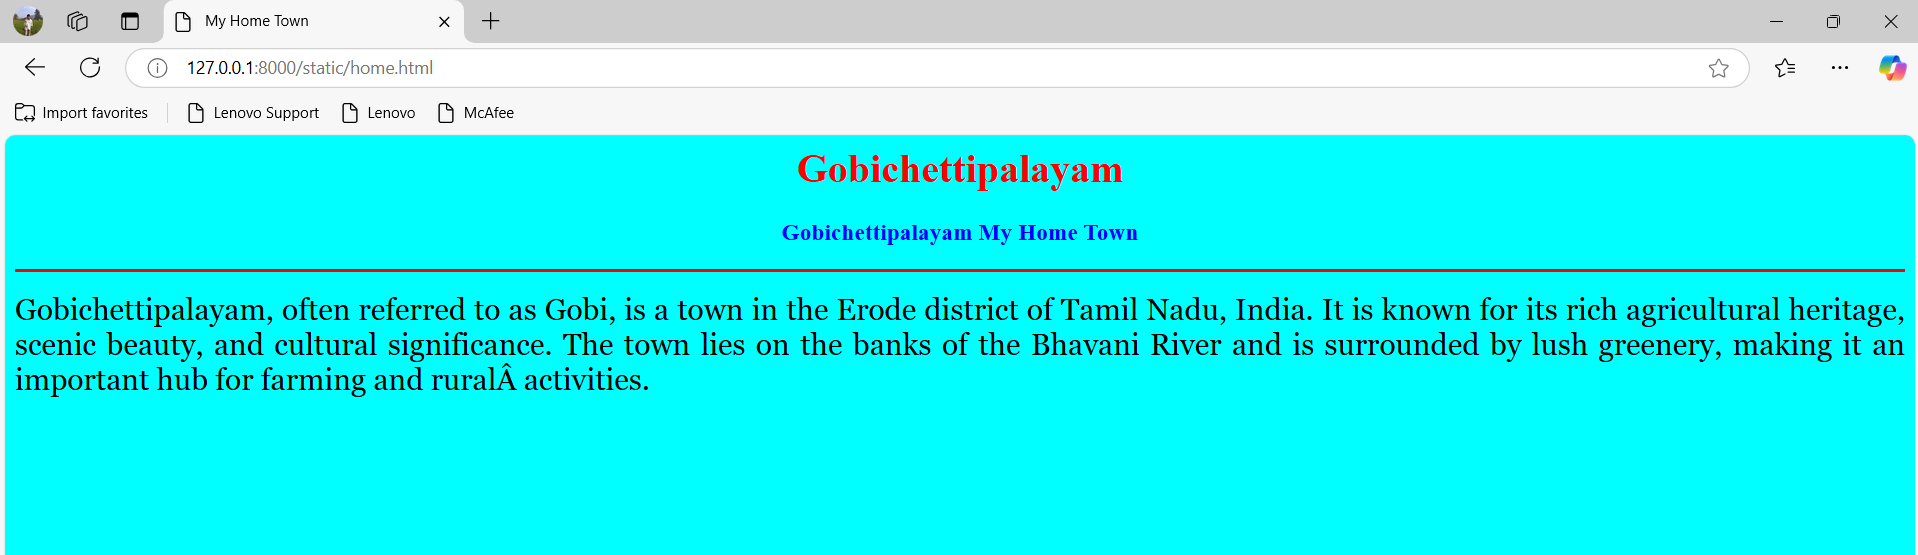 My Home Town
127.0.0.1:8000/static/home.html
Import favorites Lenovo Support Lenovo McAfee
Gobichettipalayam
Gobichettipalayam My Home Town
Gobichettipalayam, often referred to as Gobi, is a town in the Erode district of Tamil Nadu, India. It is known for its rich agricultural heritage,
scenic beauty, and cultural significance. The town lies on the banks of the Bhavani River and is surrounded by lush greenery, making it an
important hub for farming and ruralÂ activities.